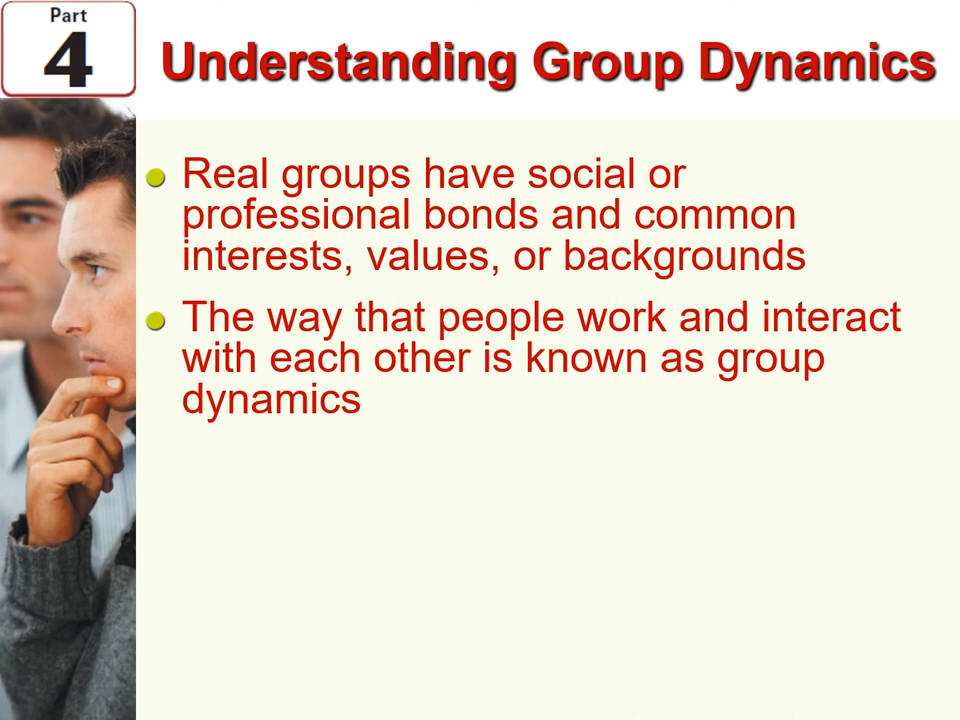 Part
4
Understanding Group Dynamics
Real groups have social or
professional bonds and common
interests, values, or backgrounds
The way that people work and interact
with each other is known as group
dynamics